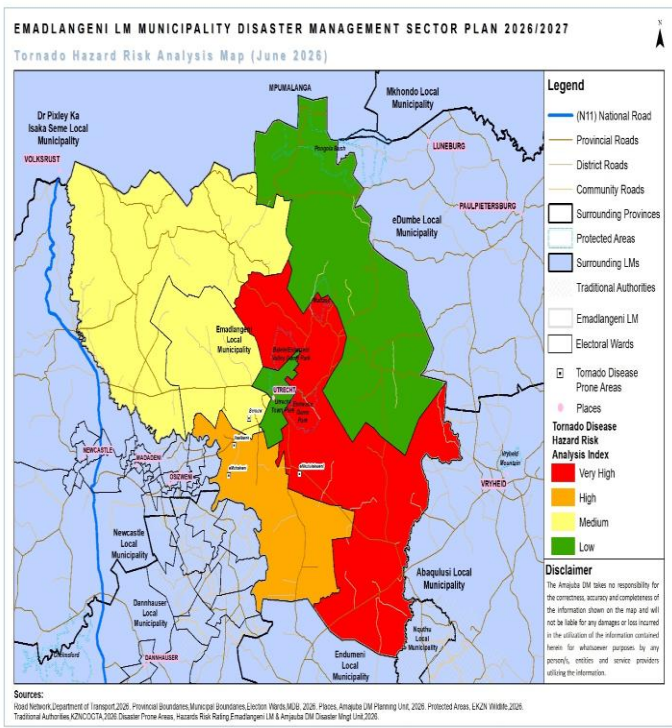 EMADLANGENI LM MUNICIPALITY DISASTER MANAGEMENT SECTOR PLAN 2026/2027
Tornado Hazard Risk Analysis Map (June 2026)
N
MPUMALANGA
Mkhondo Local
Municipality
Dr Pixley Ka
Isaka Seme Local
Municipality
VOLKSRUST
LUNEBURG
PAULPIETERSBURG
eDumbe Local
Municipality
Emadlangeni
Local
Municipality
UTRECHT
NEWCASTLE
MADADENI
OSIZWENI
Vryheid
Mountain
VRYHEID
Newcastle
Local
Municipality
Abaqulusi Local
Municipality
Dannhauser
Local
Municipality
DANNHAUSER
Nquthu
Local
Municipality
Endumeni
Local
Municipality
Legend
(N11) National Road
Provincial Roads
District Roads
Community Roads
Surrounding Provinces
Protected Areas
Surrounding LMs
Traditional Authorities
Emadlangeni LM
Electoral Wards
Tornado Disease
Prone Areas
Places
Tornado Disease
Hazard Risk
Analysis Index
Very High
High
Medium
Low
Disclaimer
The Amajuba DM takes no responsibility for
the correctness, accuracy and completeness of
the information shown on the map and will
not be liable for any damages or loss incurred
in the utilization of the information contained
herein for whatsoever purposes by any
person/s, entities and service providers
utilizing the information.
Sources:
Road Network,Department of Transport,2026. Provincial Boundaries,Municipal Boundaries,Election Wards,MDB, 2026. Places, Amajuba DM Planning Unit, 2026. Protected Areas, EKZN Wildlife,2026.
Traditional Authorities,KZNCOGTA,2026.Disaster Prone Areas, Hazards Risk Rating,Emadlangeni LM & Amjauba DM Disaster Mngt Unit,2026.